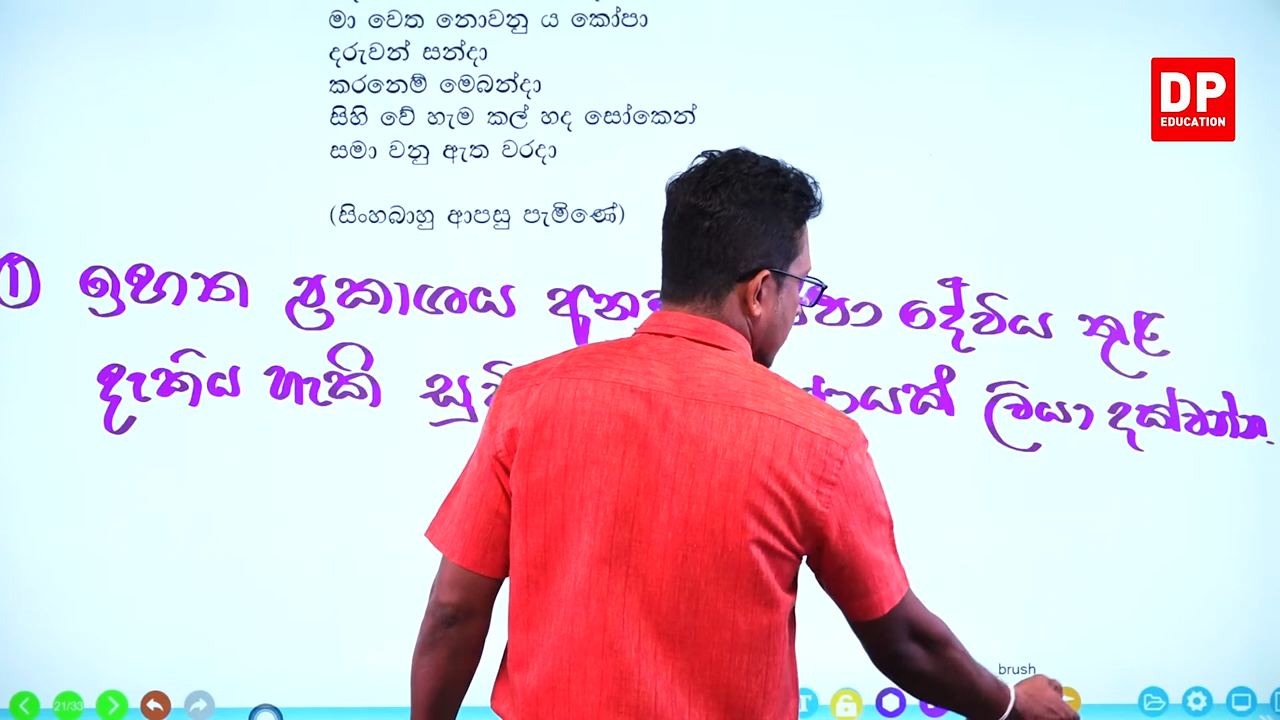 මා වෙත නොවනු ය කෝපා
දරුවන් සන්දා
කරනෙම් මෙබන්දා
සිහි වේ හැම කල් හද සෝකෙන්
සමා වනු ඇත වරදා
(සිංහබාහු ආපසු පැමිණේ)
DP
EDUCATION
① ඉහත ප්‍රකාශය දේවිය තුළ
දැකිය හැකි ලියා දක්වන්න.
brush
21/33